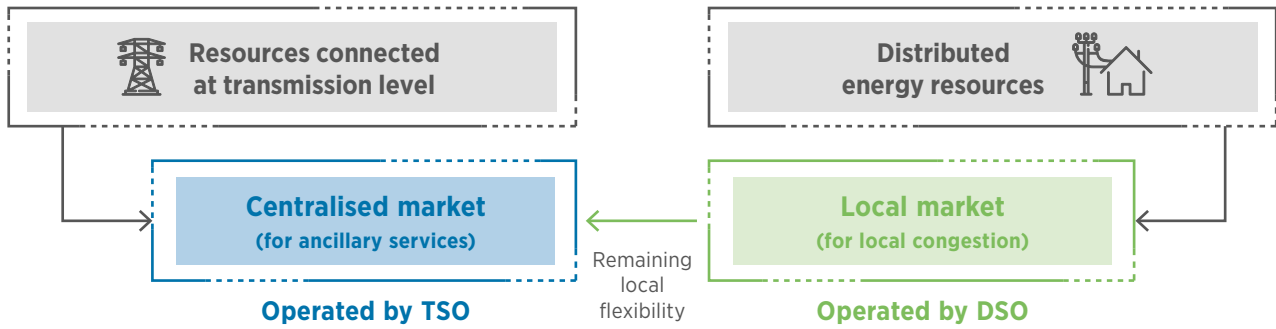 Resources connected
at transmission level
Distributed
energy resources
Centralised market
(for ancillary services)
Local market
(for local congestion)
Remaining
local
flexibility
Operated by TSO
Operated by DSO